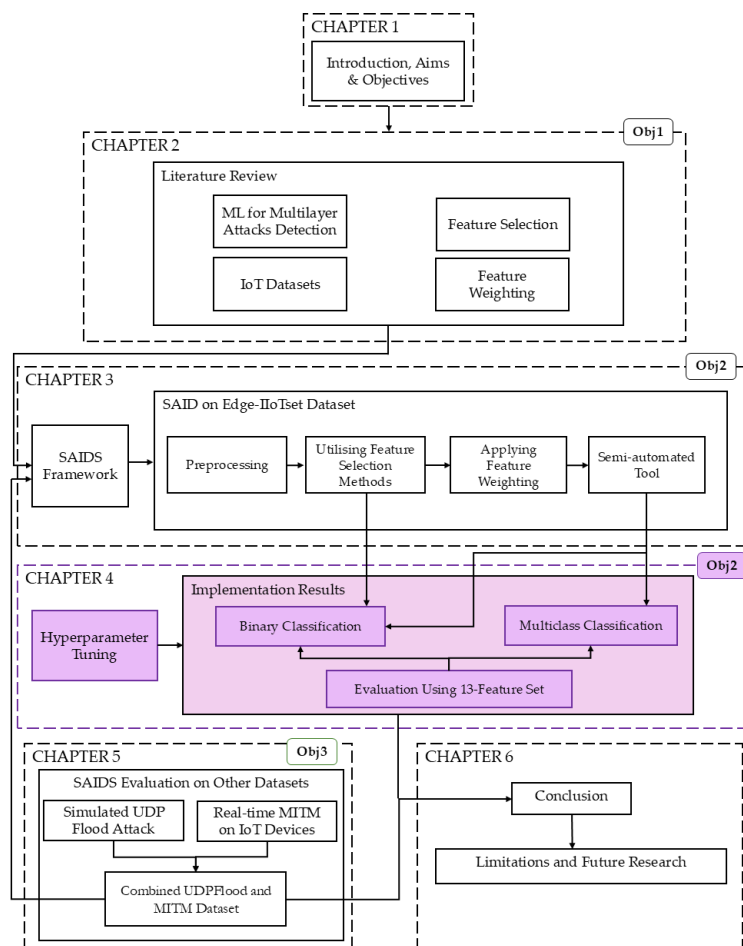 CHAPTER 1
Introduction, Aims
& Objectives
Obj1
CHAPTER 2
Literature Review
ML for Multilayer
Attacks Detection
Feature Selection
IoT Datasets
Feature
Weighting
Obj2
CHAPTER 3
SAID on Edge-IIoTset Dataset
SAIDS
Framework
Preprocessing
Utilising Feature
Selection
Methods
Applying
Feature
Weighting
Semi-automated
Tool
Obj2
CHAPTER 4
Implementation Results
Hyperparameter
Tuning
Binary Classification
Multiclass Classification
Evaluation Using 13-Feature Set
Obj3
CHAPTER 5
SAIDS Evaluation on Other Datasets
Simulated UDP
Flood Attack
Real-time MITM
on IoT Devices
Combined UDPFlood and
MITM Dataset
CHAPTER 6
Conclusion
Limitations and Future Research